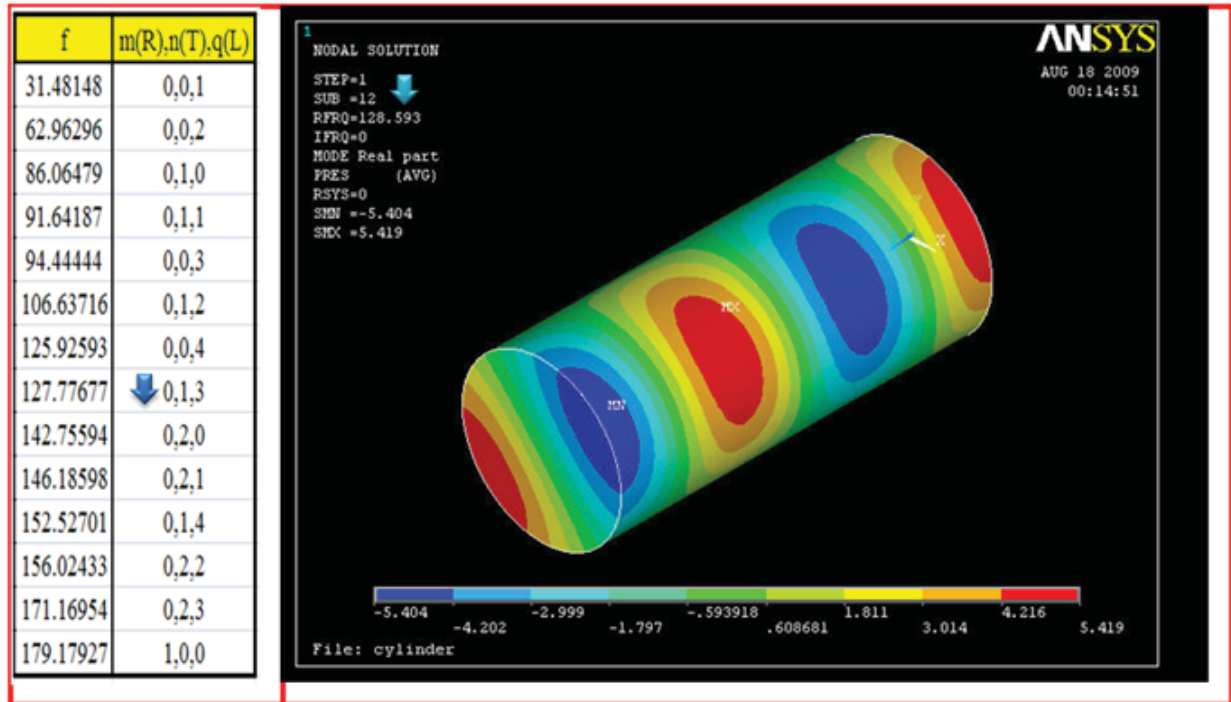 f m(R),n(T),q(L)
31.48148 0,0,1
62.96296 0,0,2
86.06479 0,1,0
91.64187 0,1,1
94.44444 0,0,3
106.63716 0,1,2
125.92593 0,0,4
127.77677 0,1,3
142.75594 0,2,0
146.18598 0,2,1
152.52701 0,1,4
156.02433 0,2,2
171.16954 0,2,3
179.17927 1,0,0
1
NODAL SOLUTION
STEP=1
SUB =12
RFRQ=128.593
IFRQ=0
MODE Real part
PRES (AVG)
RSYS=0
SMN =-5.404
SMX =5.419
ANSYS
AUG 18 2009
00:14:51
Y
X
MX
MN
-5.404 -2.999 -.593918 1.811 4.216
-4.202 -1.797 .608681 3.014 5.419
File: cylinder